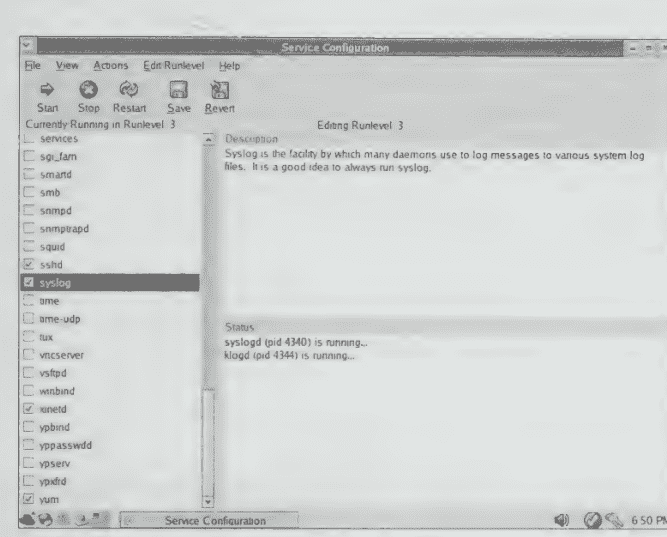 Service Configuration
File View Actions Edit Runlevel Help
Start Stop Restart Save Revert
Currently Running in Runlevel: 3
Editing Runlevel: 3
services
sgi_fam
smartd
smb
snmpd
snmptrapd
squid
sshd
syslog
time
time-udp
tux
vncserver
vsftpd
winbind
xinetd
ypbind
yppasswdd
ypserv
ypxfrd
yum
Description
Syslog is the facility by which many daemons use to log messages to various system log
files. It is a good idea to always run syslog.
Status
syslogd (pid 4340) is running...
klogd (pid 4344) is running...
Service Configuration
6:50 PM